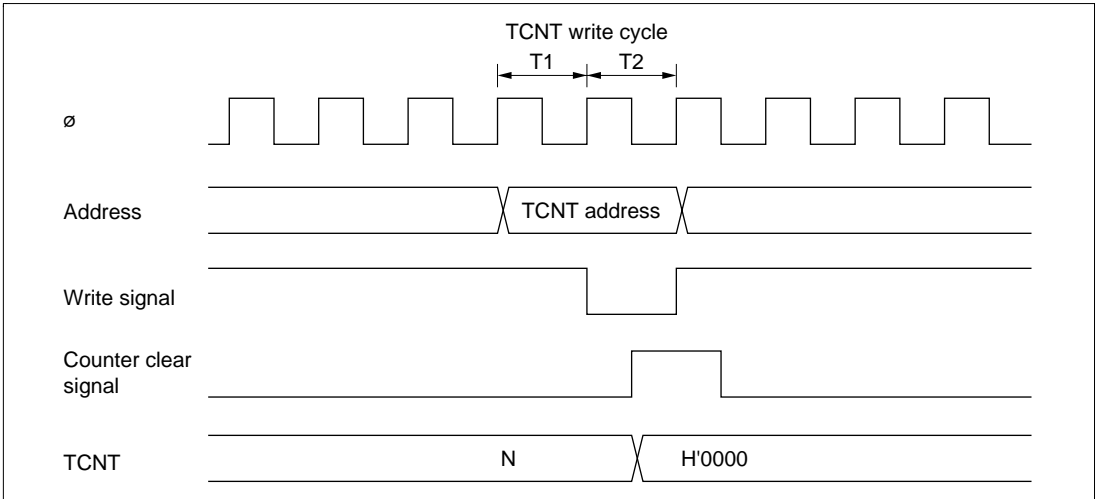 TCNT write cycle
T1 T2
ø
Address
TCNT address
Write signal
Counter clear
signal
TCNT
N
H'0000